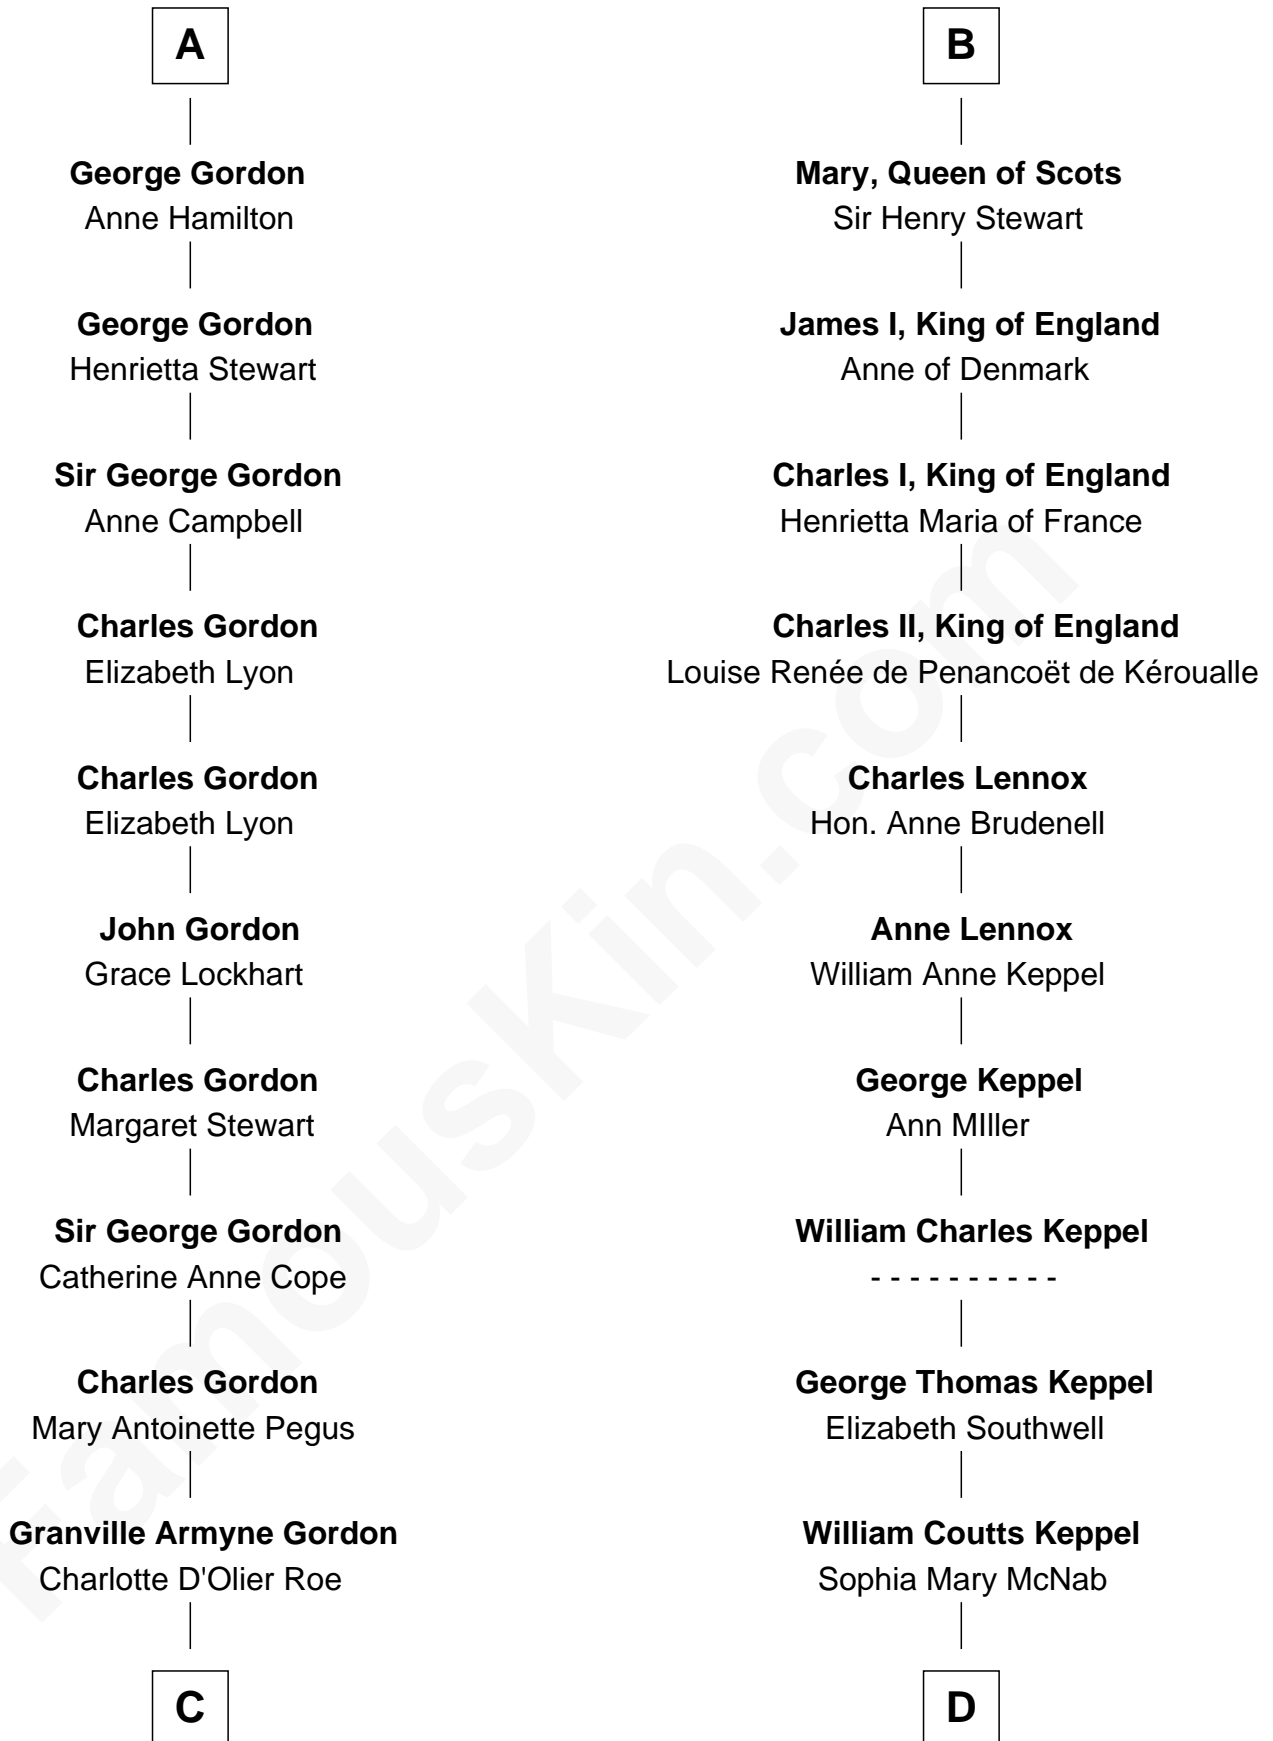 A
George Gordon
Anne Hamilton
George Gordon
Henrietta Stewart
Sir George Gordon
Anne Campbell
Charles Gordon
Elizabeth Lyon
Charles Gordon
Elizabeth Lyon
John Gordon
Grace Lockhart
Charles Gordon
Margaret Stewart
Sir George Gordon
Catherine Anne Cope
Charles Gordon
Mary Antoinette Pegus
Granville Armyne Gordon
Charlotte D'Olier Roe
C
B
Mary, Queen of Scots
Sir Henry Stewart
James I, King of England
Anne of Denmark
Charles I, King of England
Henrietta Maria of France
Charles II, King of England
Louise Renée de Penancoët de Kéroualle
Charles Lennox
Hon. Anne Brudenell
Anne Lennox
William Anne Keppel
George Keppel
Ann MIller
William Charles Keppel
- - - - - - - - - -
George Thomas Keppel
Elizabeth Southwell
William Coutts Keppel
Sophia Mary McNab
D
FamousKin.com